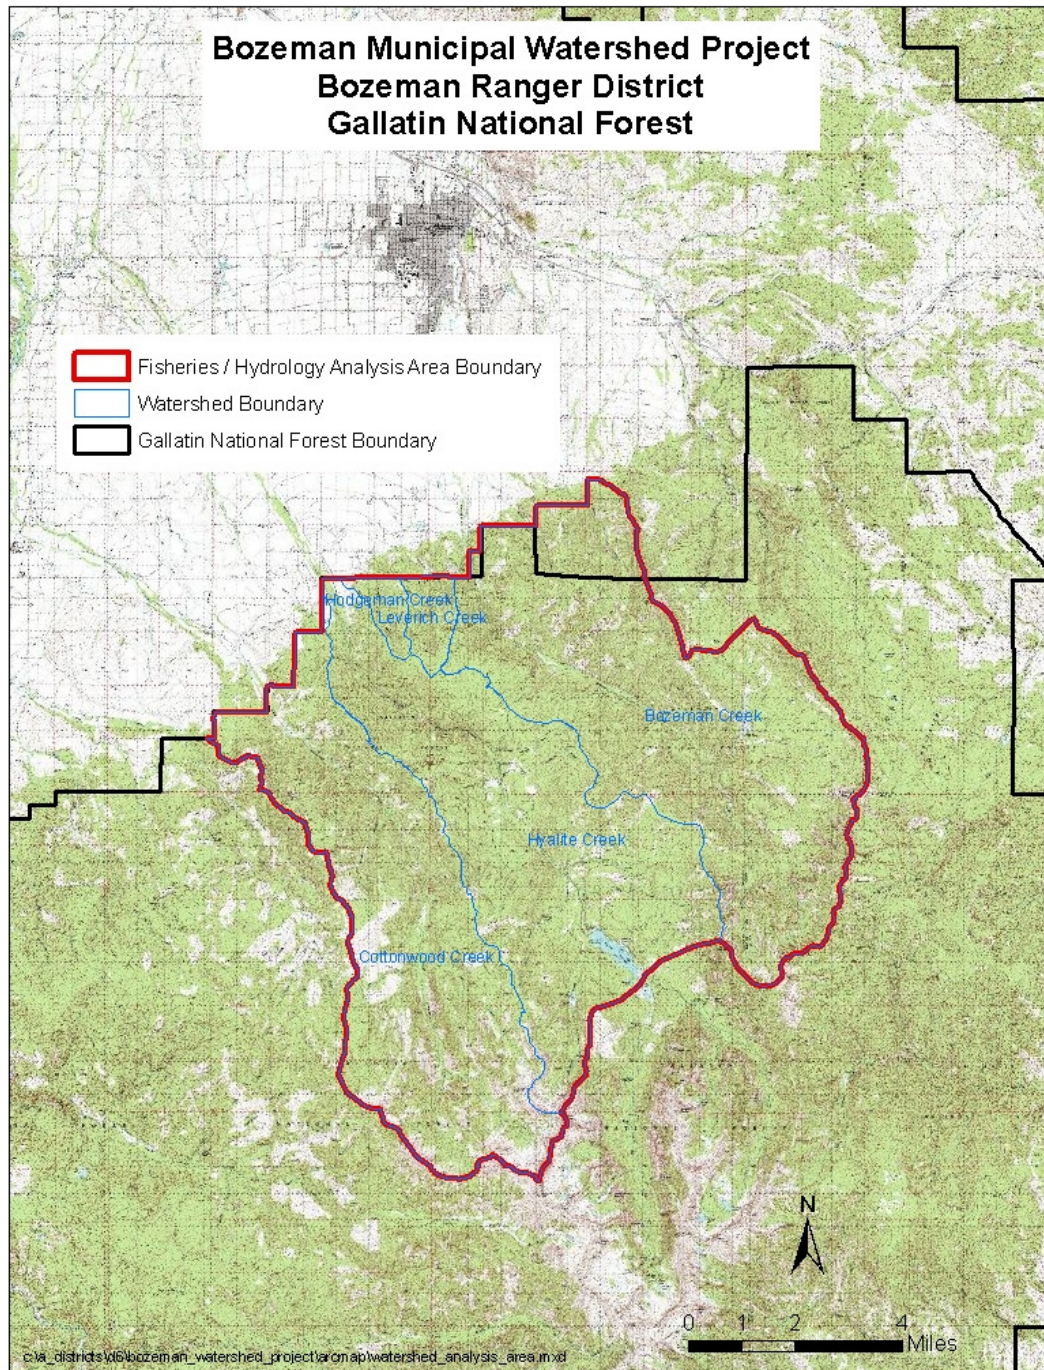 Bozeman Municipal Watershed Project
Bozeman Ranger District
Gallatin National Forest
Fisheries / Hydrology Analysis Area Boundary
Watershed Boundary
Gallatin National Forest Boundary
Hodgeman Creek
Leverich Creek
Bozeman Creek
Hyalite Creek
Cottonwood Creek
N
0 1 2 4
Miles
c:\a_districts\d6\bozeman_watershed_project\arcmap\watershed_analysis_area.mxd